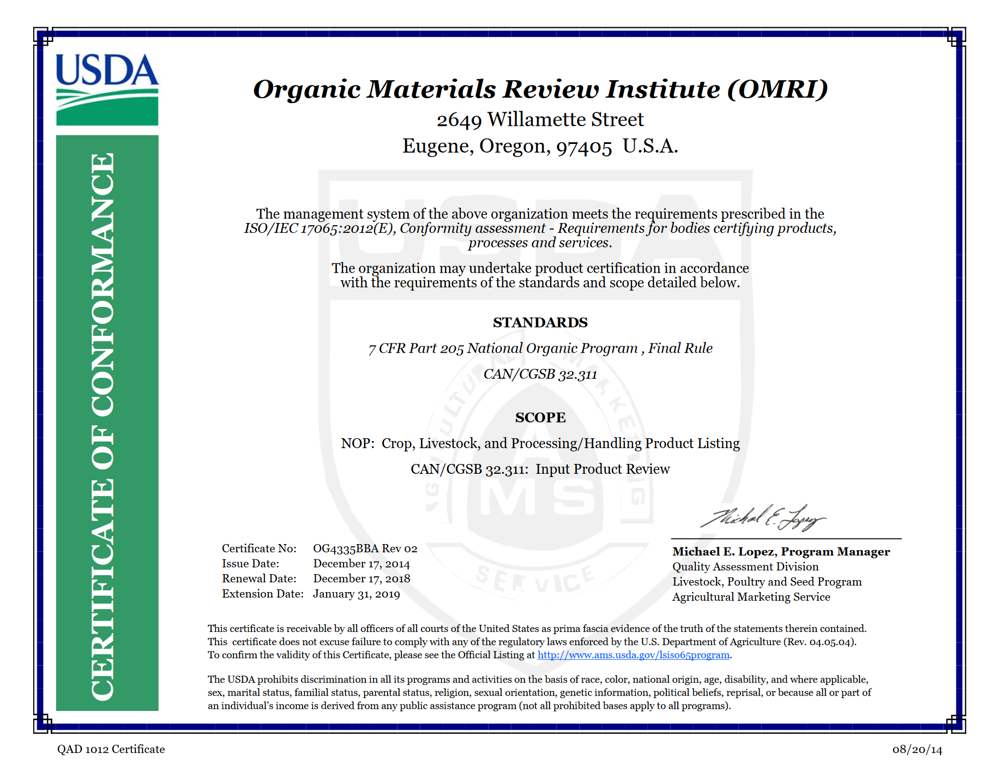 USDA
CERTIFICATE OF CONFORMANCE
Organic Materials Review Institute (OMRI)
2649 Willamette Street
Eugene, Oregon, 97405 U.S.A.
USDA
The management system of the above organization meets the requirements prescribed in the
ISO/IEC 17065:2012(E), Conformity assessment - Requirements for bodies certifying products,
processes and services.
The organization may undertake product certification in accordance
with the requirements of the standards and scope detailed below.
STANDARDS
7 CFR Part 205 National Organic Program , Final Rule
CAN/CGSB 32.311
SCOPE
NOP: Crop, Livestock, and Processing/Handling Product Listing
CAN/CGSB 32.311: Input Product Review
AGRICULTURAL MARKETING
A
MS
SERVICE
Michael E. Lopez
Certificate No: OG4335BBA Rev 02
Issue Date: December 17, 2014
Renewal Date: December 17, 2018
Extension Date: January 31, 2019
Michael E. Lopez, Program Manager
Quality Assessment Division
Livestock, Poultry and Seed Program
Agricultural Marketing Service
This certificate is receivable by all officers of all courts of the United States as prima fascia evidence of the truth of the statements therein contained.
This certificate does not excuse failure to comply with any of the regulatory laws enforced by the U.S. Department of Agriculture (Rev. 04.05.04).
To confirm the validity of this Certificate, please see the Official Listing at http://www.ams.usda.gov/lsiso65program.
The USDA prohibits discrimination in all its programs and activities on the basis of race, color, national origin, age, disability, and where applicable,
sex, marital status, familial status, parental status, religion, sexual orientation, genetic information, political beliefs, reprisal, or because all or part of
an individual's income is derived from any public assistance program (not all prohibited bases apply to all programs).
QAD 1012 Certificate
08/20/14